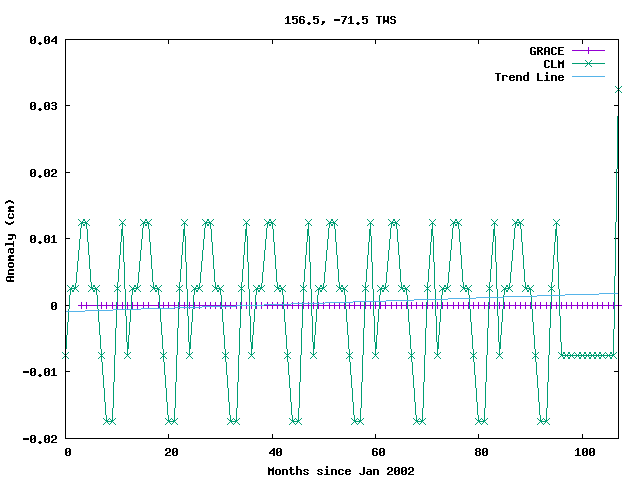 156.5, -71.5 TWS
GRACE
CLM
Trend Line
0.04
0.03
0.02
0.01
0
-0.01
-0.02
Anomaly (cm)
0 20 40 60 80 100
Months since Jan 2002